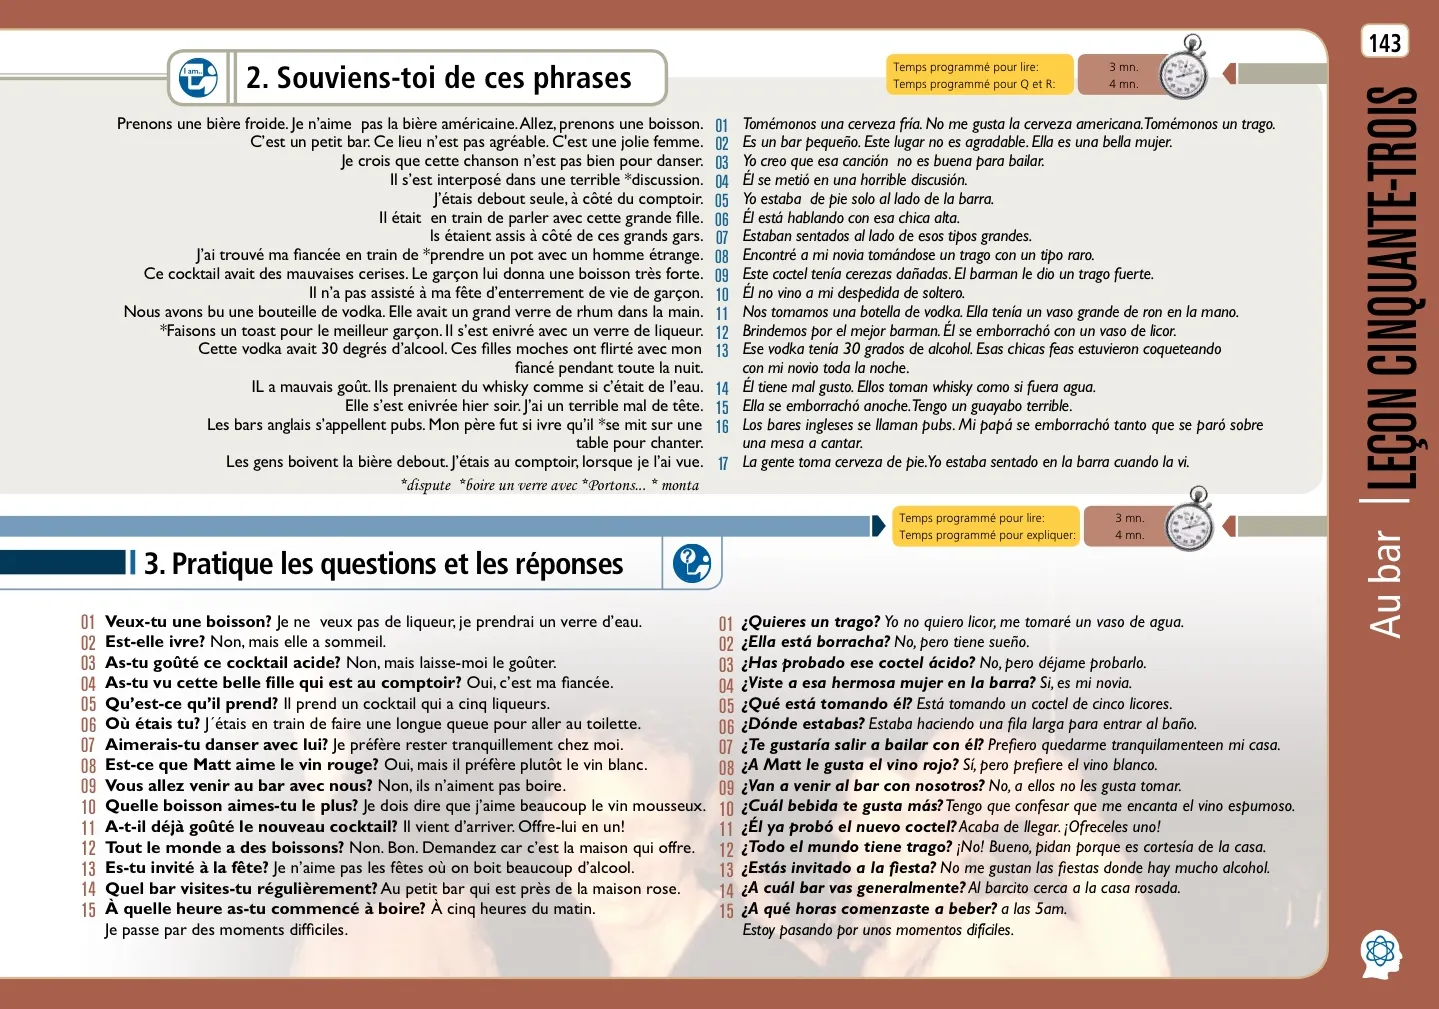 143
LEÇON CINQUANTE-TROIS
Au bar
I am...
2. Souviens-toi de ces phrases
Temps programmé pour lire: 3 mn.
Temps programmé pour Q et R: 4 mn.
Prenons une bière froide. Je n'aime pas la bière américaine. Allez, prenons une boisson. 01 Tomémonos una cerveza fría. No me gusta la cerveza americana. Tomémonos un trago.
C'est un petit bar. Ce lieu n'est pas agréable. C'est une jolie femme. 02 Es un bar pequeño. Este lugar no es agradable. Ella es una bella mujer.
Je crois que cette chanson n'est pas bien pour danser. 03 Yo creo que esa canción no es buena para bailar.
Il s'est interposé dans une terrible *discussion. 04 Él se metió en una horrible discusión.
J'étais debout seule, à côté du comptoir. 05 Yo estaba de pie solo al lado de la barra.
Il était en train de parler avec cette grande fille. 06 Él está hablando con esa chica alta.
ls étaient assis à côté de ces grands gars. 07 Estaban sentados al lado de esos tipos grandes.
J'ai trouvé ma fiancée en train de *prendre un pot avec un homme étrange. 08 Encontré a mi novia tomándose un trago con un tipo raro.
Ce cocktail avait des mauvaises cerises. Le garçon lui donna une boisson très forte. 09 Este coctel tenía cerezas dañadas. El barman le dio un trago fuerte.
Il n'a pas assisté à ma fête d'enterrement de vie de garçon. 10 Él no vino a mi despedida de soltero.
Nous avons bu une bouteille de vodka. Elle avait un grand verre de rhum dans la main. 11 Nos tomamos una botella de vodka. Ella tenía un vaso grande de ron en la mano.
*Faisons un toast pour le meilleur garçon. Il s'est enivré avec un verre de liqueur. 12 Brindemos por el mejor barman. Él se emborrachó con un vaso de licor.
Cette vodka avait 30 degrés d'alcool. Ces filles moches ont flirté avec mon 13 Ese vodka tenía 30 grados de alcohol. Esas chicas feas estuvieron coqueteando
fiancé pendant toute la nuit. con mi novio toda la noche.
IL a mauvais goût. Ils prenaient du whisky comme si c'était de l'eau. 14 Él tiene mal gusto. Ellos toman whisky como si fuera agua.
Elle s'est enivrée hier soir. J'ai un terrible mal de tête. 15 Ella se emborrachó anoche. Tengo un guayabo terrible.
Les bars anglais s'appellent pubs. Mon père fut si ivre qu'il *se mit sur une 16 Los bares ingleses se llaman pubs. Mi papá se emborrachó tanto que se paró sobre
table pour chanter. una mesa a cantar.
Les gens boivent la bière debout. J'étais au comptoir, lorsque je l'ai vue. 17 La gente toma cerveza de pie. Yo estaba sentado en la barra cuando la vi.
*dispute *boire un verre avec *Portons... * monta
Temps programmé pour lire: 3 mn.
Temps programmé pour expliquer: 4 mn.
3. Pratique les questions et les réponses
?
01 Veux-tu une boisson? Je ne veux pas de liqueur, je prendrai un verre d'eau. 01 ¿Quieres un trago? Yo no quiero licor, me tomaré un vaso de agua.
02 Est-elle ivre? Non, mais elle a sommeil. 02 ¿Ella está borracha? No, pero tiene sueño.
03 As-tu goûté ce cocktail acide? Non, mais laisse-moi le goûter. 03 ¿Has probado ese coctel ácido? No, pero déjame probarlo.
04 As-tu vu cette belle fille qui est au comptoir? Oui, c'est ma fiancée. 04 ¿Viste a esa hermosa mujer en la barra? Si, es mi novia.
05 Qu'est-ce qu'il prend? Il prend un cocktail qui a cinq liqueurs. 05 ¿Qué está tomando él? Está tomando un coctel de cinco licores.
06 Où étais tu? J´étais en train de faire une longue queue pour aller au toilette. 06 ¿Dónde estabas? Estaba haciendo una fila larga para entrar al baño.
07 Aimerais-tu danser avec lui? Je préfère rester tranquillement chez moi. 07 ¿Te gustaría salir a bailar con él? Prefiero quedarme tranquilamenteen mi casa.
08 Est-ce que Matt aime le vin rouge? Oui, mais il préfère plutôt le vin blanc. 08 ¿A Matt le gusta el vino rojo? Sí, pero prefiere el vino blanco.
09 Vous allez venir au bar avec nous? Non, ils n'aiment pas boire. 09 ¿Van a venir al bar con nosotros? No, a ellos no les gusta tomar.
10 Quelle boisson aimes-tu le plus? Je dois dire que j'aime beaucoup le vin mousseux. 10 ¿Cuál bebida te gusta más? Tengo que confesar que me encanta el vino espumoso.
11 A-t-il déjà goûté le nouveau cocktail? Il vient d'arriver. Offre-lui en un! 11 ¿Él ya probó el nuevo coctel? Acaba de llegar. ¡Ofreceles uno!
12 Tout le monde a des boissons? Non. Bon. Demandez car c'est la maison qui offre. 12 ¿Todo el mundo tiene trago? ¡No! Bueno, pidan porque es cortesía de la casa.
13 Es-tu invité à la fête? Je n'aime pas les fêtes où on boit beaucoup d'alcool. 13 ¿Estás invitado a la fiesta? No me gustan las fiestas donde hay mucho alcohol.
14 Quel bar visites-tu régulièrement? Au petit bar qui est près de la maison rose. 14 ¿A cuál bar vas generalmente? Al barcito cerca a la casa rosada.
15 À quelle heure as-tu commencé à boire? À cinq heures du matin. 15 ¿A qué horas comenzaste a beber? a las 5am.
Je passe par des moments difficiles. Estoy pasando por unos momentos difíciles.